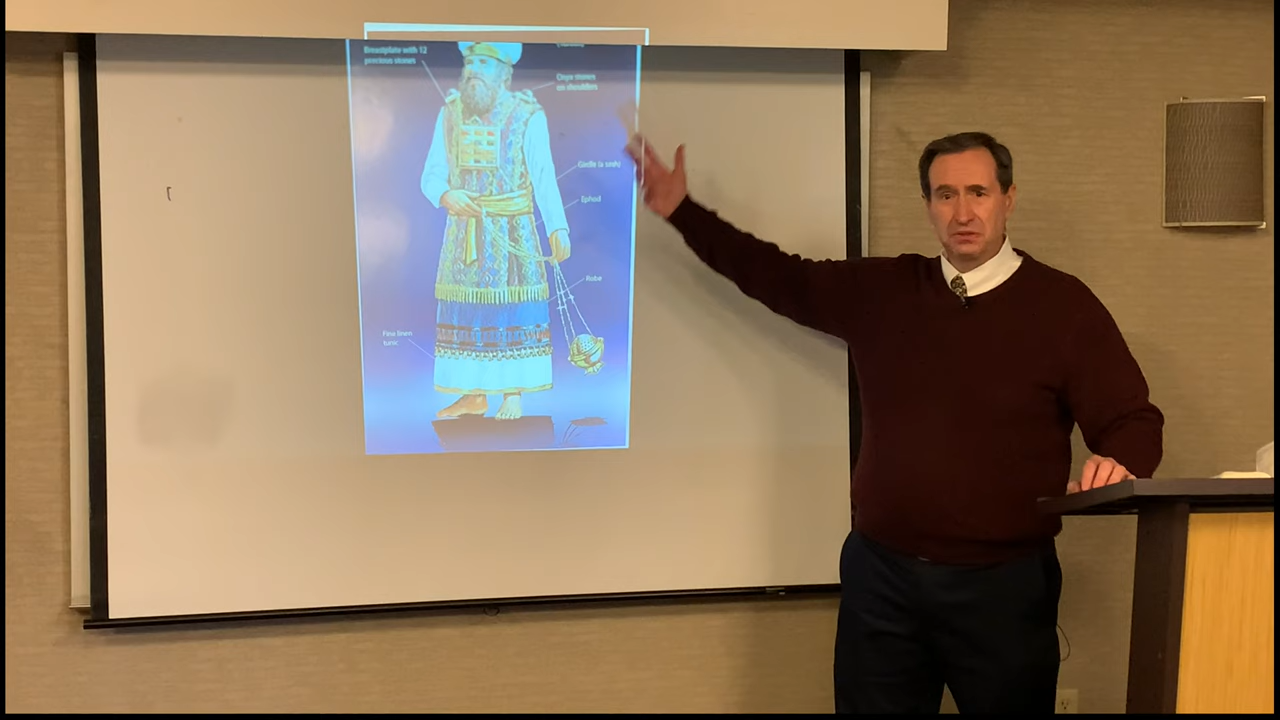 Breastplate with 12
precious stones
Onyx stones
on shoulders
Girdle (a sash)
Ephod
Robe
Fine linen
tunic